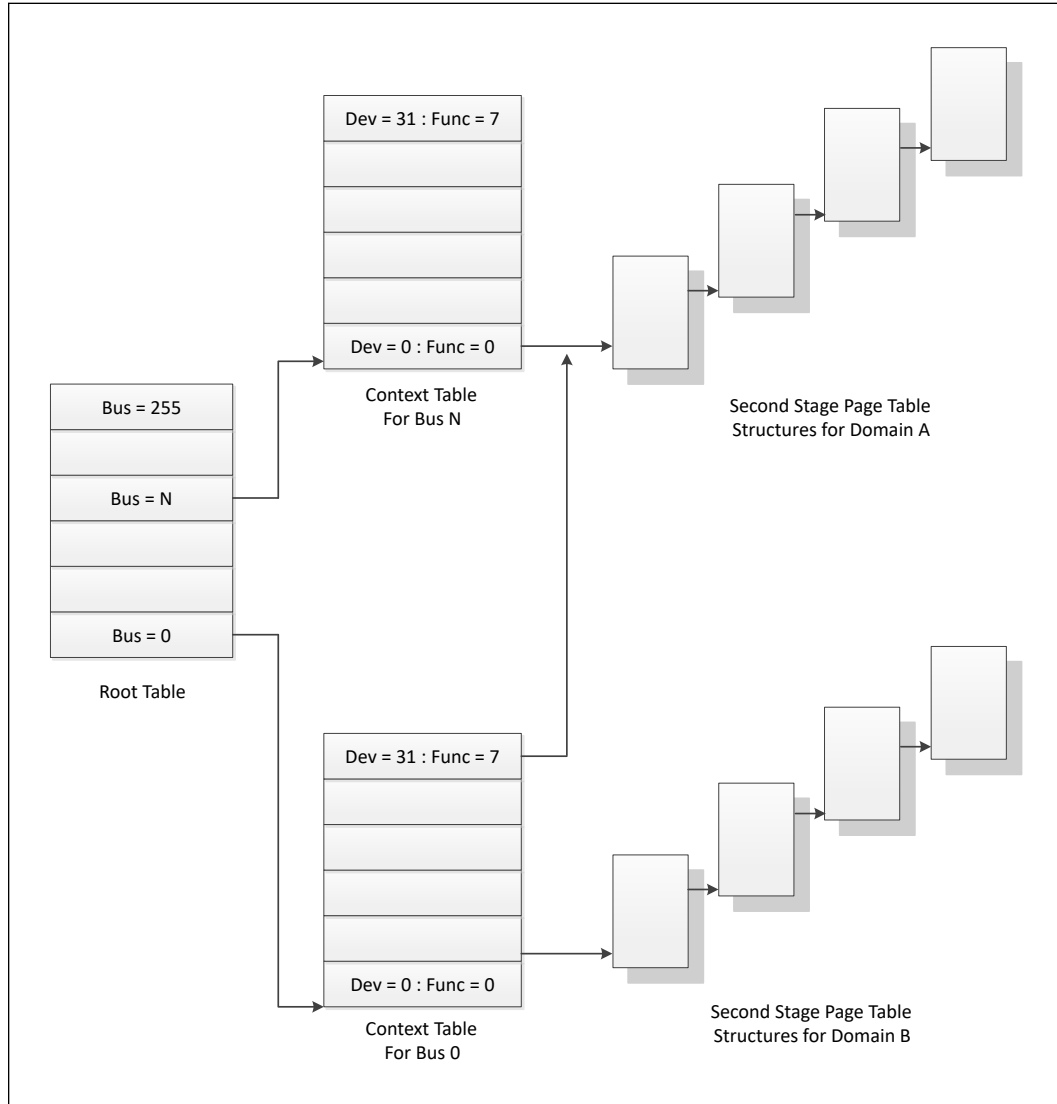 Dev = 31 : Func = 7
Dev = 0 : Func = 0
Context Table
For Bus N
Second Stage Page Table
Structures for Domain A
Bus = 255
Bus = N
Bus = 0
Root Table
Dev = 31 : Func = 7
Dev = 0 : Func = 0
Context Table
For Bus 0
Second Stage Page Table
Structures for Domain B